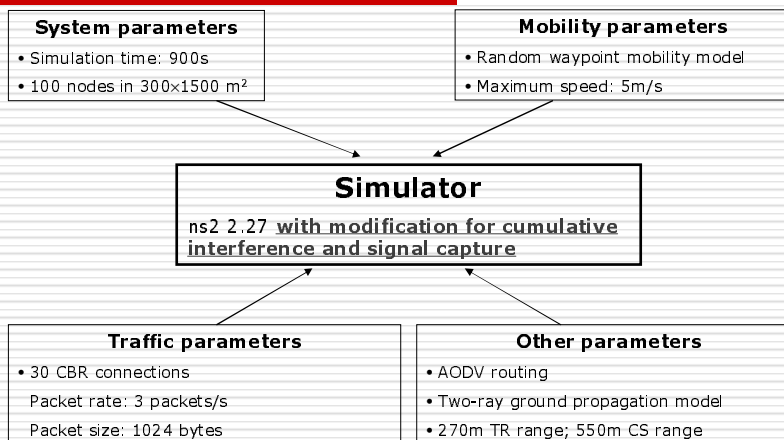 System parameters
• Simulation time: 900s
• 100 nodes in 300×1500 m²
Mobility parameters
• Random waypoint mobility model
• Maximum speed: 5m/s
Simulator
ns2 2.27 with modification for cumulative
interference and signal capture
Traffic parameters
• 30 CBR connections
Packet rate: 3 packets/s
Packet size: 1024 bytes
Other parameters
• AODV routing
• Two-ray ground propagation model
• 270m TR range; 550m CS range